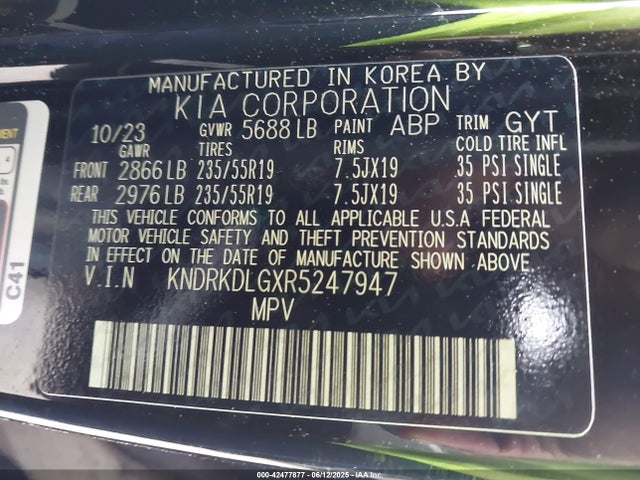 MANUFACTURED IN KOREA BY
KIA CORPORATION
10/23 GVWR 5688 LB PAINT ABP TRIM GYT
GAWR TIRES RIMS COLD TIRE INFL
FRONT 2866 LB 235/55R19 7.5JX19 35 PSI SINGLE
REAR 2976 LB 235/55R19 7.5JX19 35 PSI SINGLE
THIS VEHICLE CONFORMS TO ALL APPLICABLE U.S.A FEDERAL
MOTOR VEHICLE SAFETY AND THEFT PREVENTION STANDARDS
IN EFFECT ON THE DATE OF MANUFACTURE SHOWN ABOVE.
V.I.N KNDRKDLGXR5247947
MPV
C41
000-42477877 - 06/12/2025 - IAA, Inc.